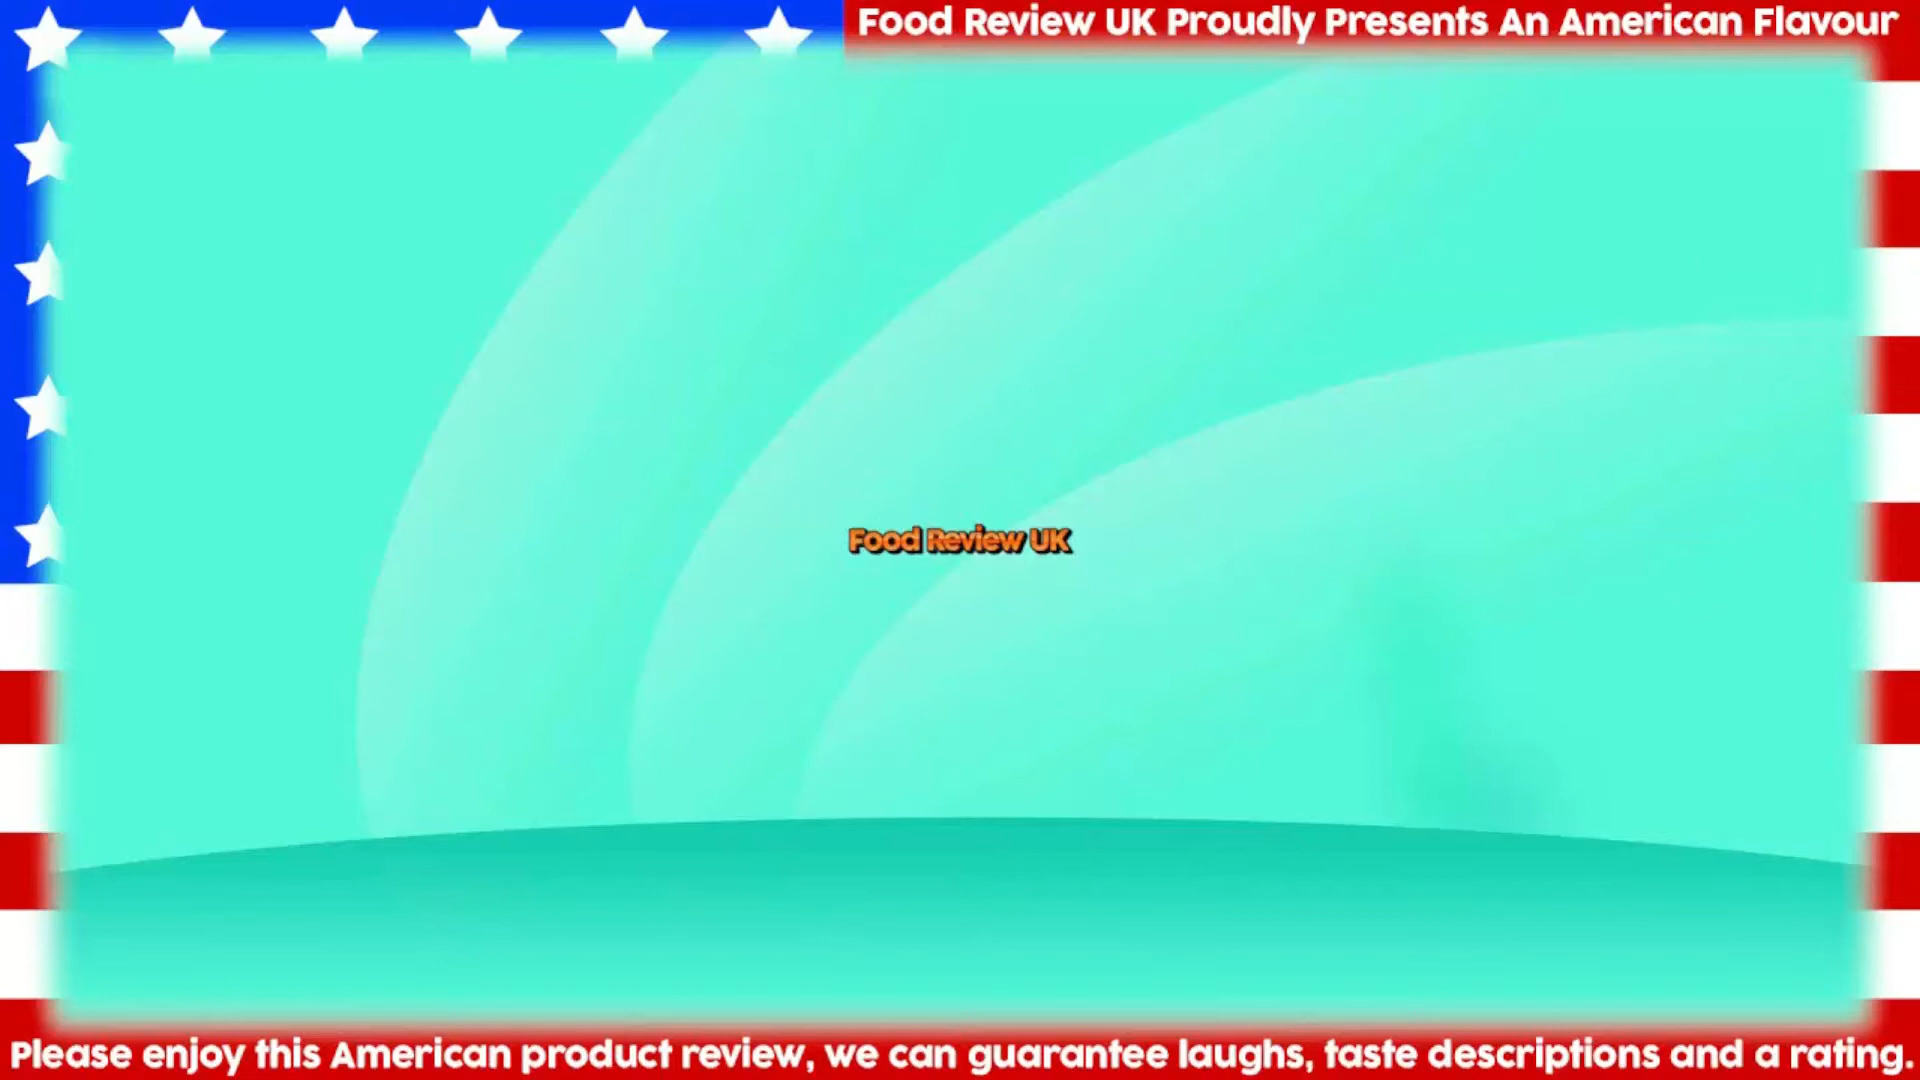 Food Review UK Proudly Presents An American Flavour
Food Review UK
Please enjoy this American product review, we can guarantee laughs, taste descriptions and a rating.